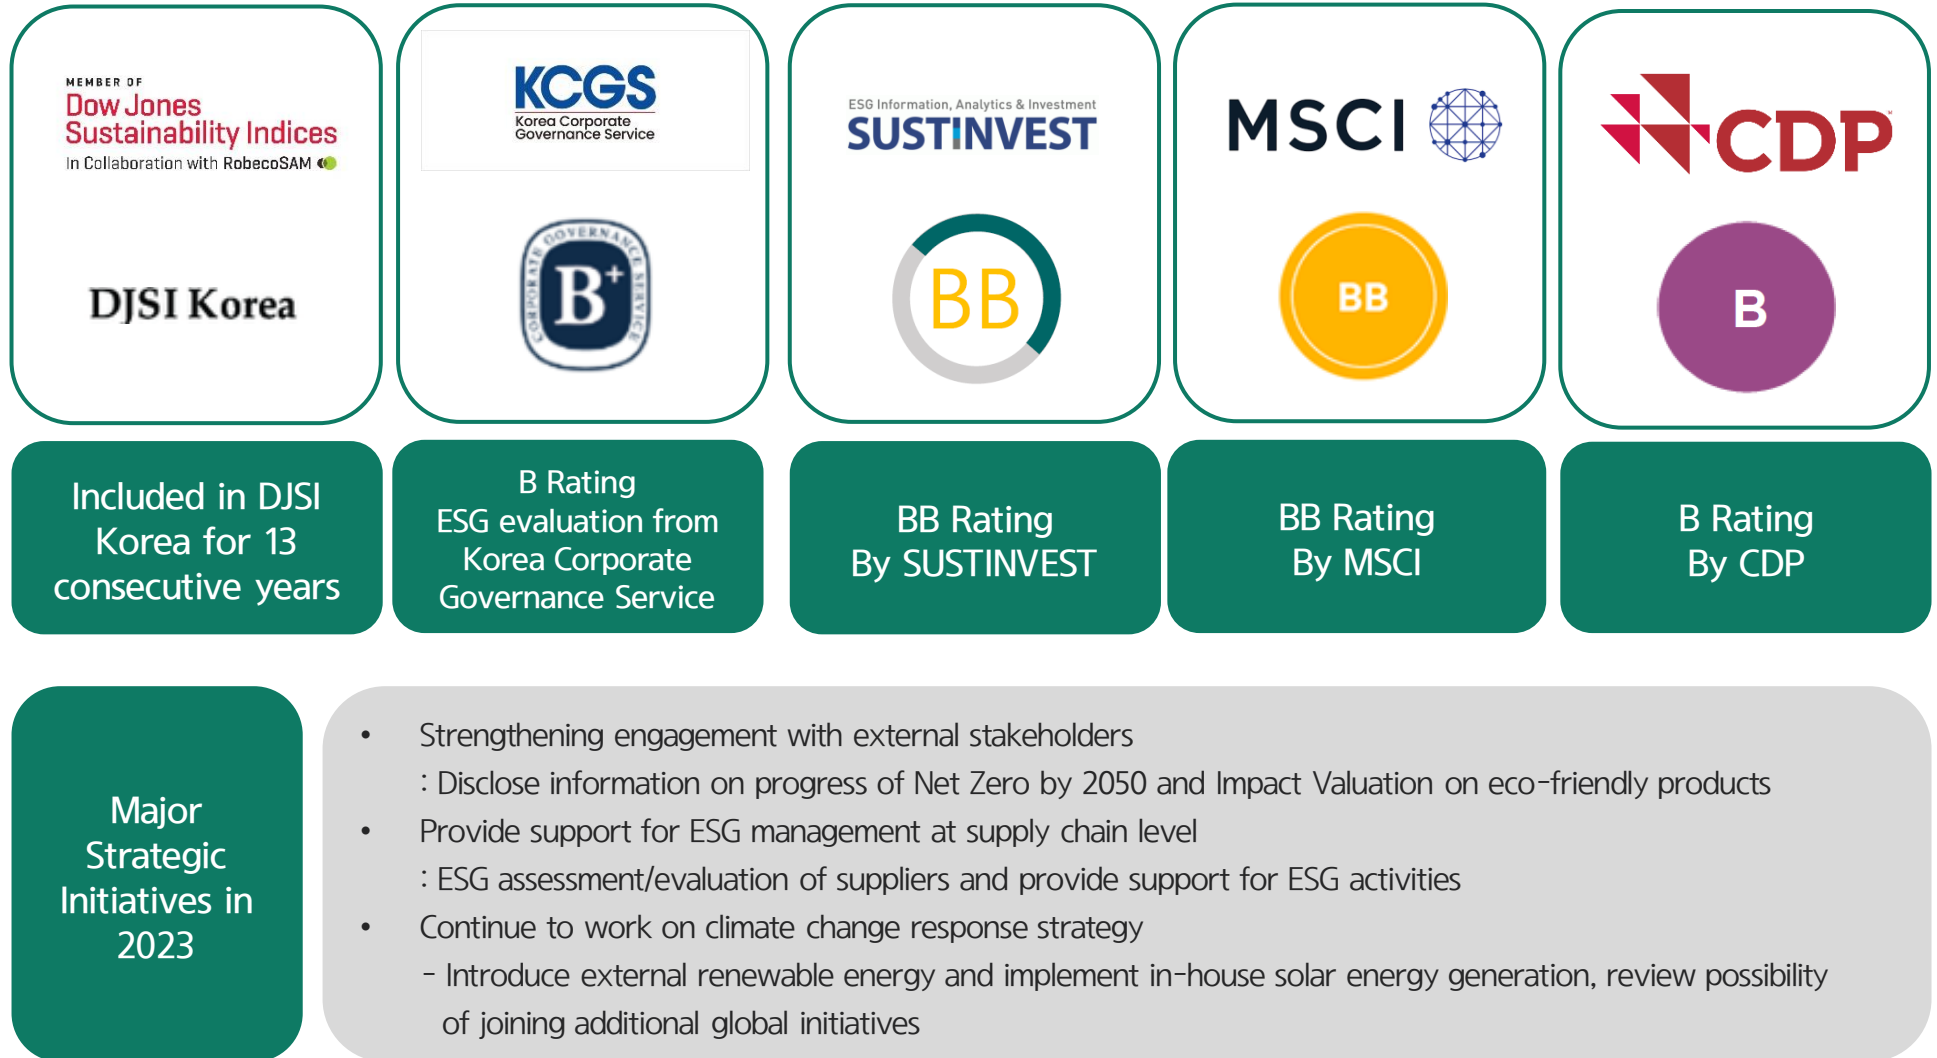 MEMBER OF
Dow Jones
Sustainability Indices
In Collaboration with RobecoSAM
DJSI Korea
KCGS
Korea Corporate
Governance Service
CORPORATE GOVERNANCE SERVICE
B+
ESG Information, Analytics & Investment
SUSTINVEST
BB
MSCI
BB
CDP
B
Included in DJSI
Korea for 13
consecutive years
B Rating
ESG evaluation from
Korea Corporate
Governance Service
BB Rating
By SUSTINVEST
BB Rating
By MSCI
B Rating
By CDP
Major
Strategic
Initiatives in
2023
• Strengthening engagement with external stakeholders
: Disclose information on progress of Net Zero by 2050 and Impact Valuation on eco-friendly products
• Provide support for ESG management at supply chain level
: ESG assessment/evaluation of suppliers and provide support for ESG activities
• Continue to work on climate change response strategy
- Introduce external renewable energy and implement in-house solar energy generation, review possibility
of joining additional global initiatives